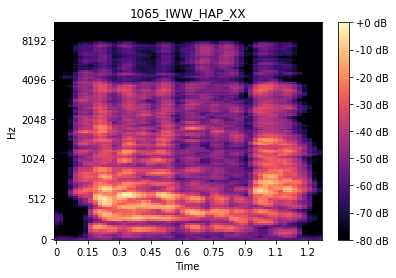 1065_IWW_HAP_XX
8192
4096
2048
1024
512
0
Hz
0 0.15 0.3 0.45 0.6 0.75 0.9 1.1 1.2
Time
+0 dB
-10 dB
-20 dB
-30 dB
-40 dB
-50 dB
-60 dB
-70 dB
-80 dB